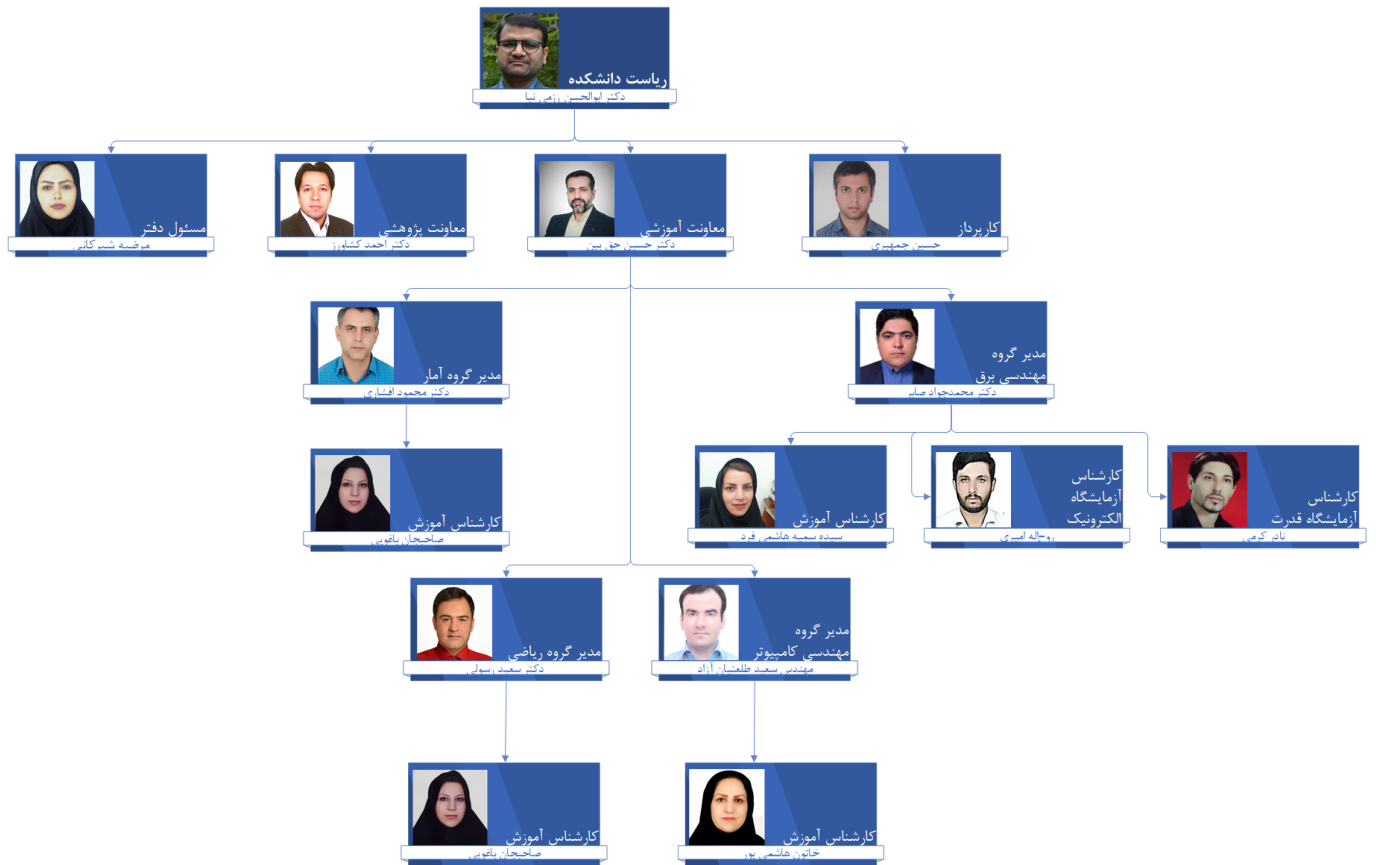 ریاست دانشکده
دکتر ابوالحسن رزمی نیا
کارپرداز
حسین جمهیری
معاونت آموزشی
دکتر حسین حق بین
معاونت پژوهشی
دکتر احمد کشاورز
مسئول دفتر
مرضیه شیرکانی
مدیر گروه
مهندسی برق
دکتر محمدجواد صابر
مدیر گروه آمار
دکتر محمود افشاری
کارشناس
آزمایشگاه قدرت
نادر کرمی
کارشناس
آزمایشگاه
الکترونیک
روح‌اله امیری
کارشناس آموزش
سیده سمیه هاشمی فرد
کارشناس آموزش
صاحبجان باغویی
مدیر گروه
مهندسی کامپیوتر
مهندس سعید طلعتیان آزاد
مدیر گروه ریاضی
دکتر سعید رسولی
کارشناس آموزش
خاتون هاشمی پور
کارشناس آموزش
صاحبجان باغویی